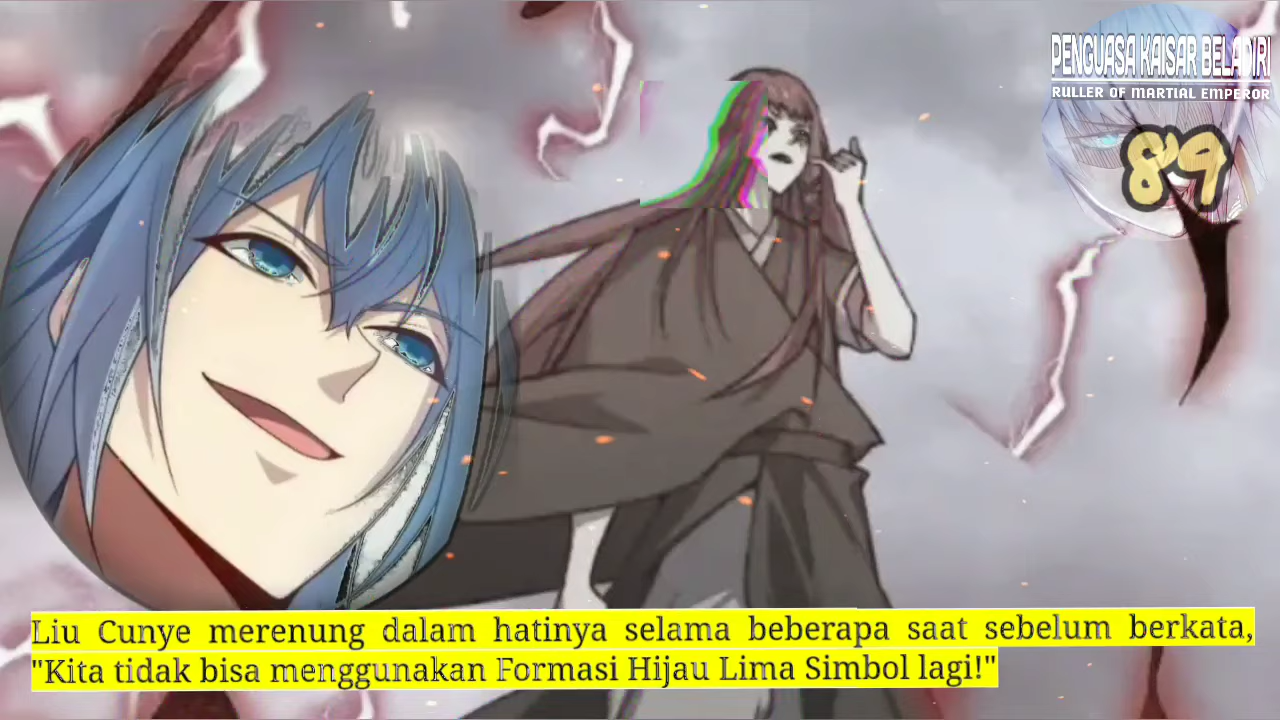 PENGUASA KAISAR BELADIRI
RULLER OF MARTIAL EMPEROR
89
Liu Cunye merenung dalam hatinya selama beberapa saat sebelum berkata,
"Kita tidak bisa menggunakan Formasi Hijau Lima Simbol lagi!"